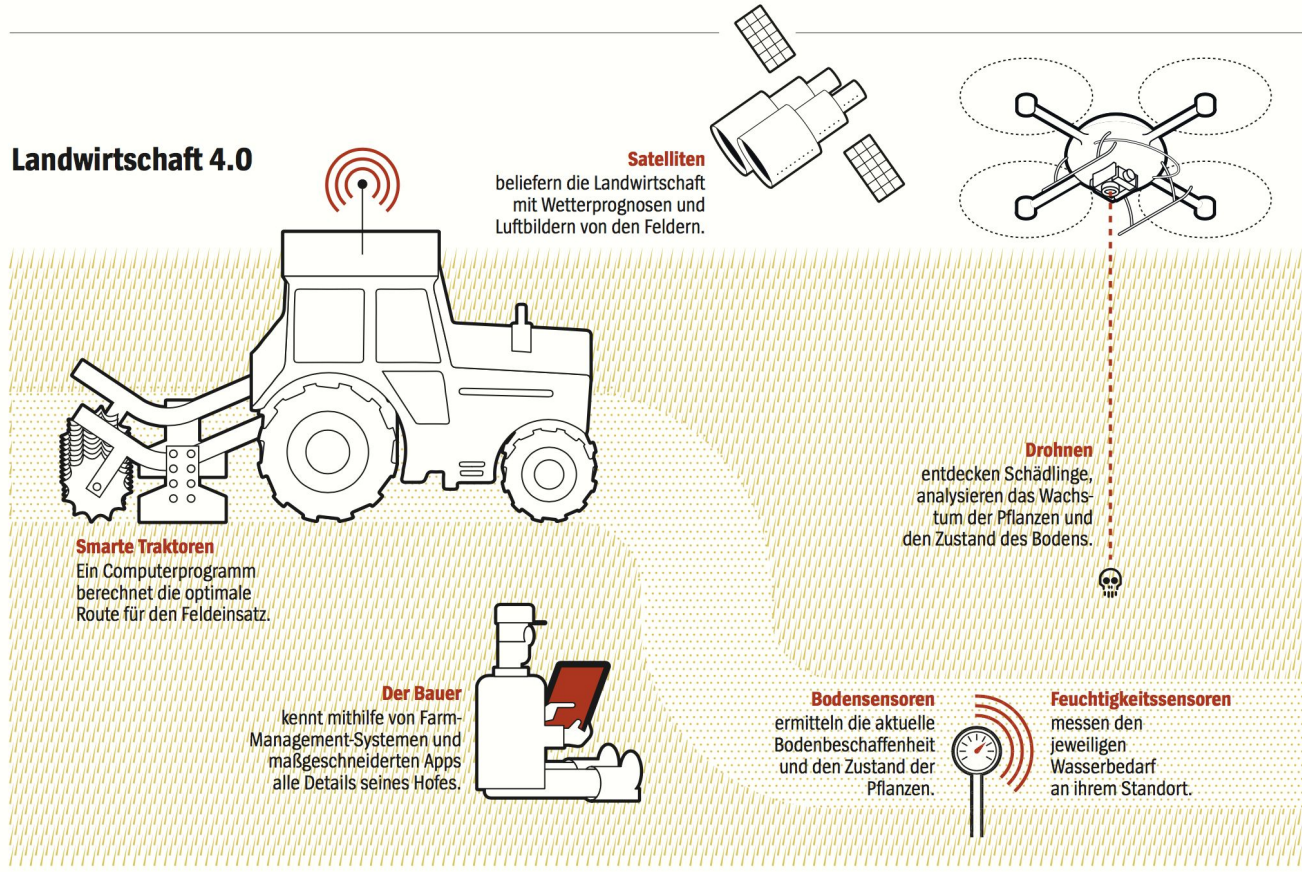 Landwirtschaft 4.0
Satelliten
beliefern die Landwirtschaft
mit Wetterprognosen und
Luftbildern von den Feldern.
Drohnen
entdecken Schädlinge,
analysieren das Wachs-
tum der Pflanzen und
den Zustand des Bodens.
Smarte Traktoren
Ein Computerprogramm
berechnet die optimale
Route für den Feldeinsatz.
Der Bauer
kennt mithilfe von Farm-
Management-Systemen und
maßgeschneiderten Apps
alle Details seines Hofes.
Bodensensoren
ermitteln die aktuelle
Bodenbeschaffenheit
und den Zustand der
Pflanzen.
Feuchtigkeitssensoren
messen den
jeweiligen
Wasserbedarf
an ihrem Standort.